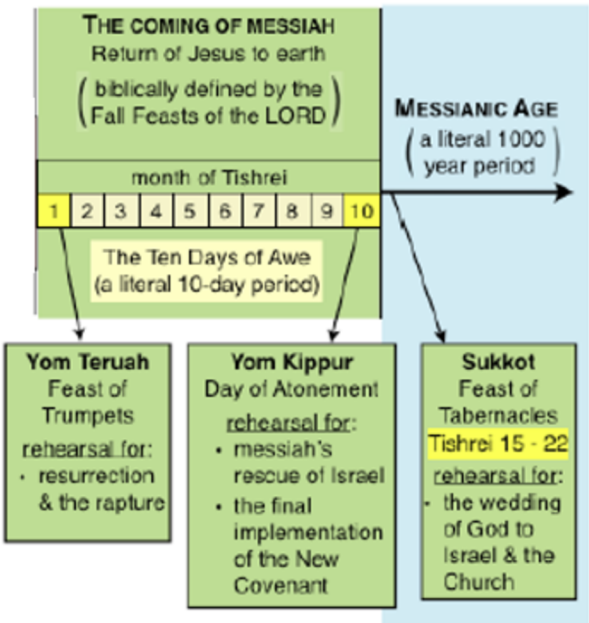 THE COMING OF MESSIAH
Return of Jesus to earth
(biblically defined by the
Fall Feasts of the LORD)
month of Tishrei
1 2 3 4 5 6 7 8 9 10
The Ten Days of Awe
(a literal 10-day period)
MESSIANIC AGE
(a literal 1000
year period)
Yom Teruah
Feast of
Trumpets
rehearsal for:
· resurrection
& the rapture
Yom Kippur
Day of Atonement
rehearsal for:
• messiah's
rescue of Israel
• the final
implementation
of the New
Covenant
Sukkot
Feast of
Tabernacles
Tishrei 15 - 22
rehearsal for:
· the wedding
of God to
Israel & the
Church